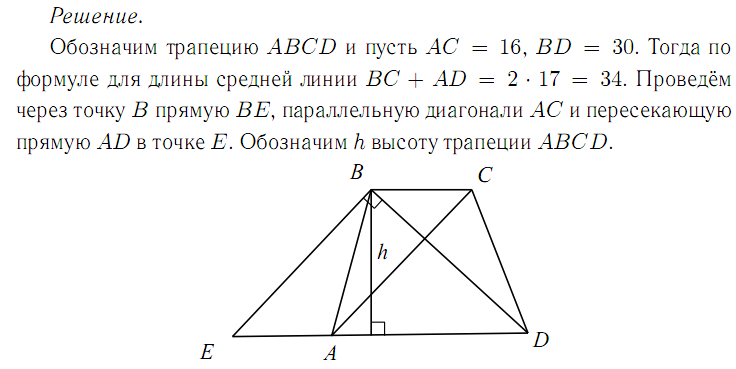 Решение.
Обозначим трапецию ABCD и пусть AC = 16, BD = 30. Тогда по
формуле для длины средней линии BC + AD = 2 · 17 = 34. Проведём
через точку B прямую BE, параллельную диагонали AC и пересекающую
прямую AD в точке E. Обозначим h высоту трапеции ABCD.
B
C
h
E
A
D